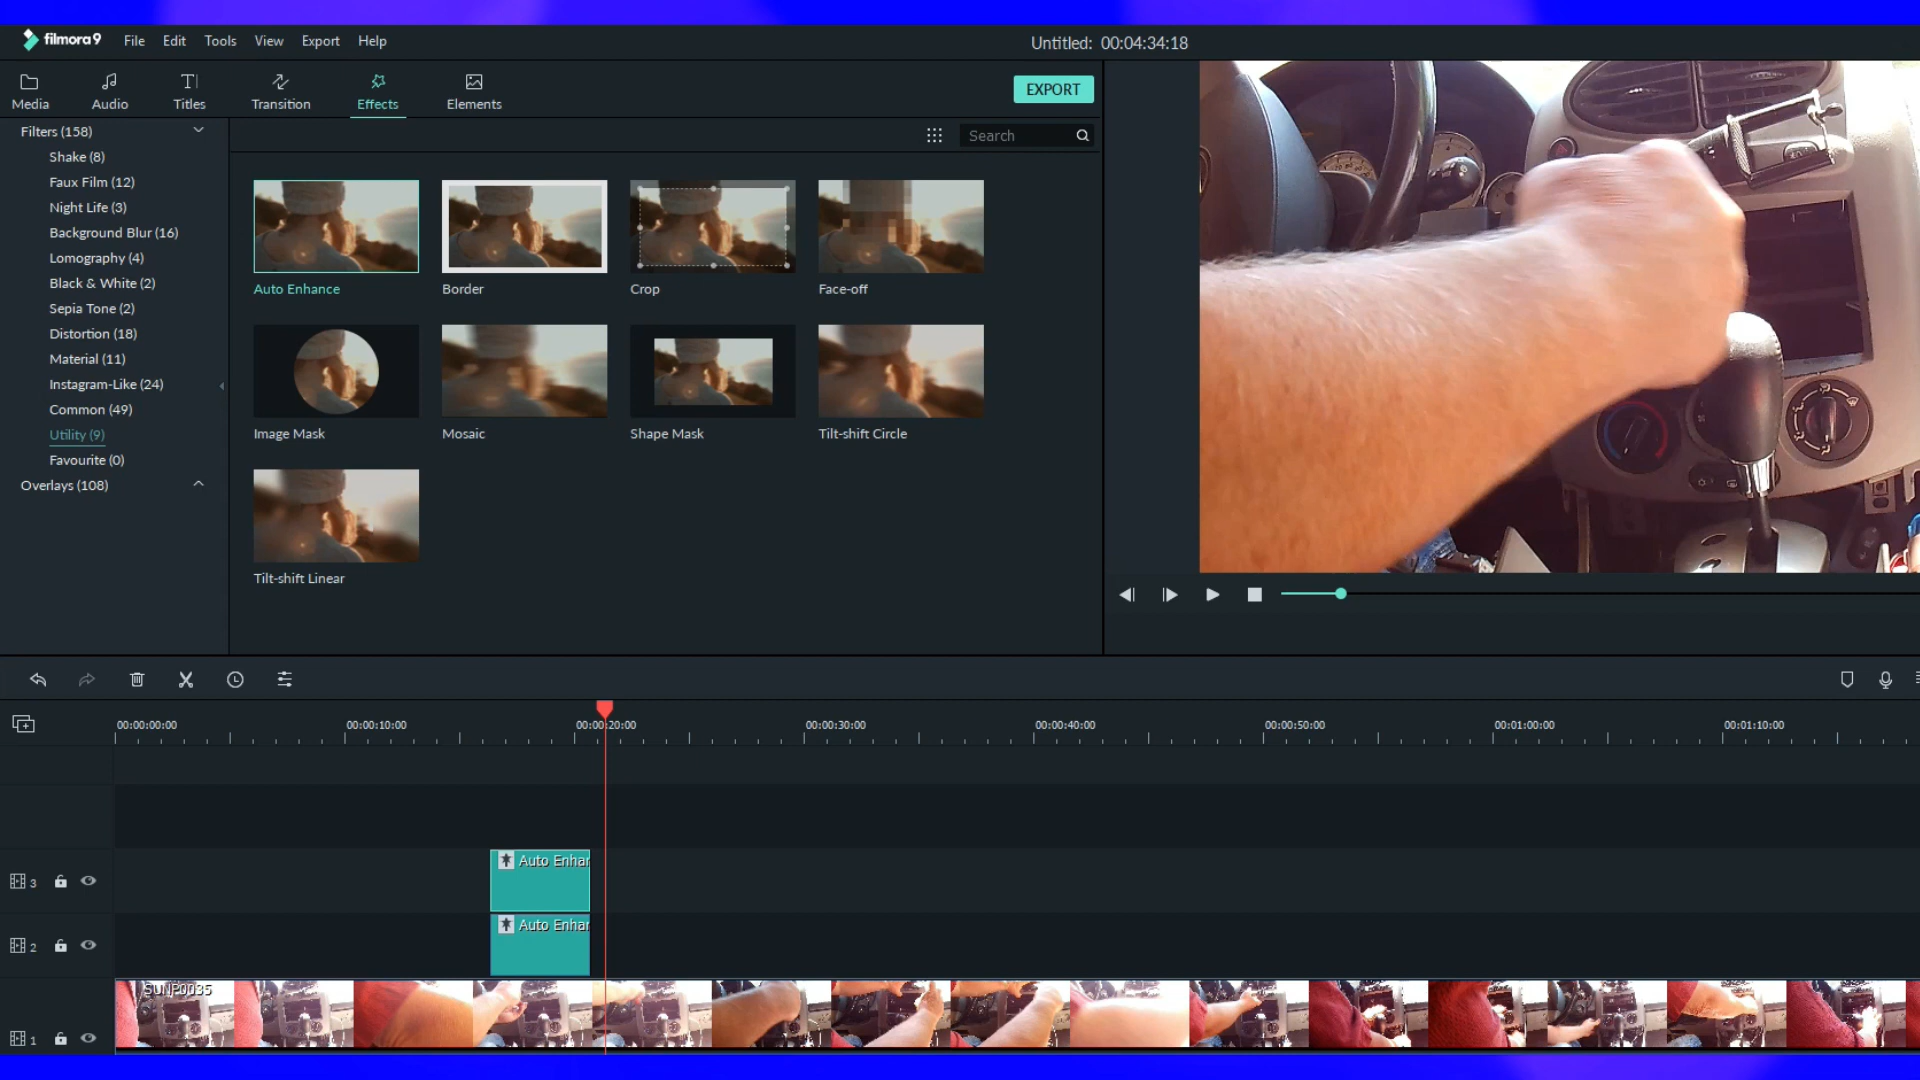 filmora9 File Edit Tools View Export Help
Untitled: 00:04:34:18
Media Audio Titles Transition Effects Elements
EXPORT
Search
Filters (158)
Shake (8)
Faux Film (12)
Night Life (3)
Background Blur (16)
Lomography (4)
Black & White (2)
Sepia Tone (2)
Distortion (18)
Material (11)
Instagram-Like (24)
Common (49)
Utility (9)
Favourite (0)
Overlays (108)
Auto Enhance Border Crop Face-off
Image Mask Mosaic Shape Mask Tilt-shift Circle
Tilt-shift Linear
00:00:00:00 00:00:10:00 00:00:20:00 00:00:30:00 00:00:40:00 00:00:50:00 00:01:00:00 00:01:10:00
3 Auto Enhan
2 Auto Enhan
SUNP0035
1